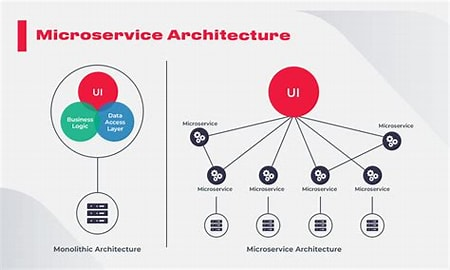 Microservice Architecture
UI
Business
Logic
Data
Access
Layer
Monolithic Architecture
UI
Microservice
Microservice
Microservice
Microservice
Microservice
Microservice
Microservice Architecture